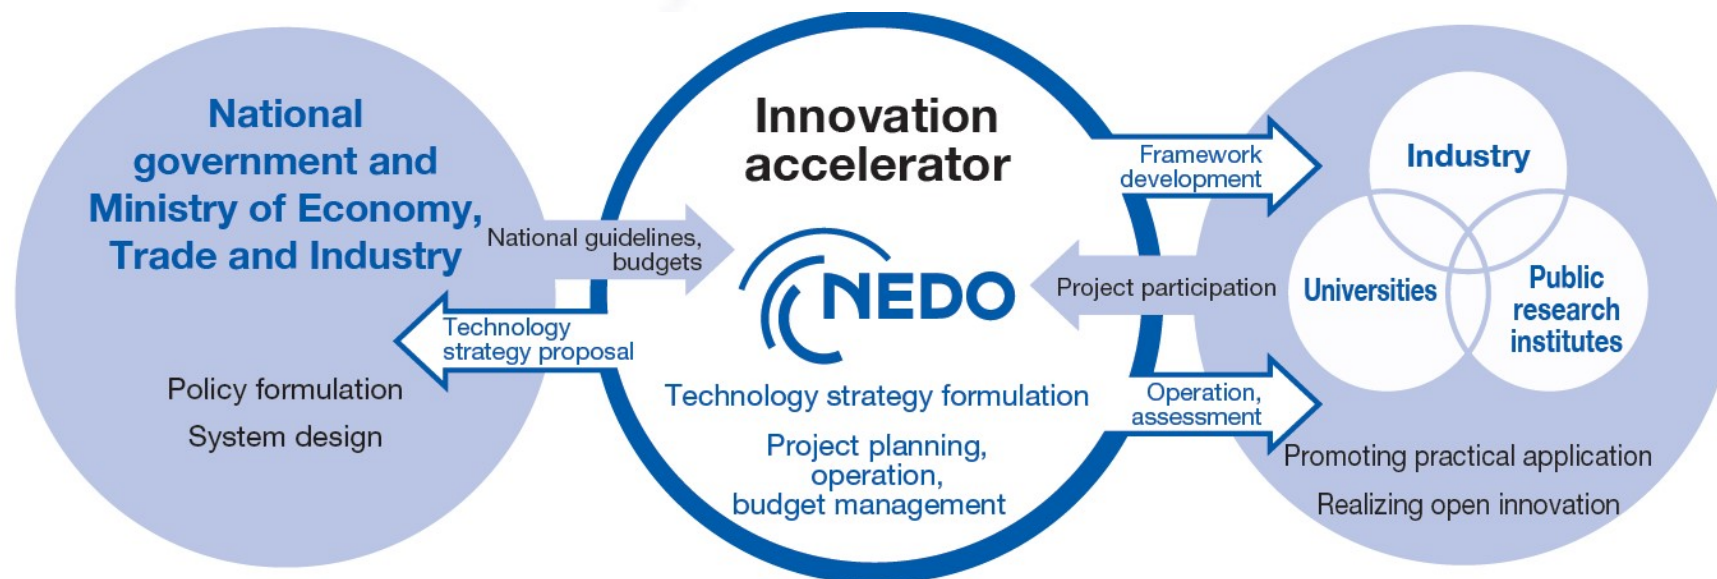 National
government and
Ministry of Economy,
Trade and Industry
Policy formulation
System design
National guidelines,
budgets
Technology
strategy proposal
Innovation
accelerator
NEDO
Technology strategy formulation
Project planning,
operation,
budget management
Framework
development
Project participation
Operation,
assessment
Industry
Universities
Public
research
institutes
Promoting practical application
Realizing open innovation